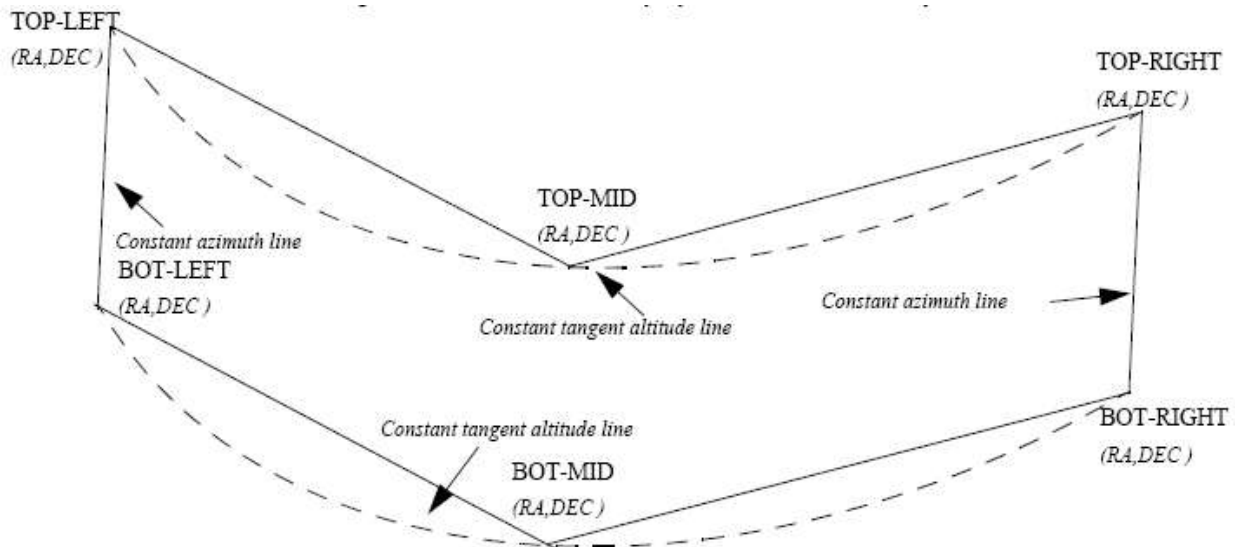 TOP-LEFT
(RA,DEC )
TOP-RIGHT
(RA,DEC )
TOP-MID
(RA,DEC )
Constant azimuth line
BOT-LEFT
(RA,DEC )
Constant azimuth line
Constant tangent altitude line
Constant tangent altitude line
BOT-RIGHT
(RA,DEC )
BOT-MID
(RA,DEC )